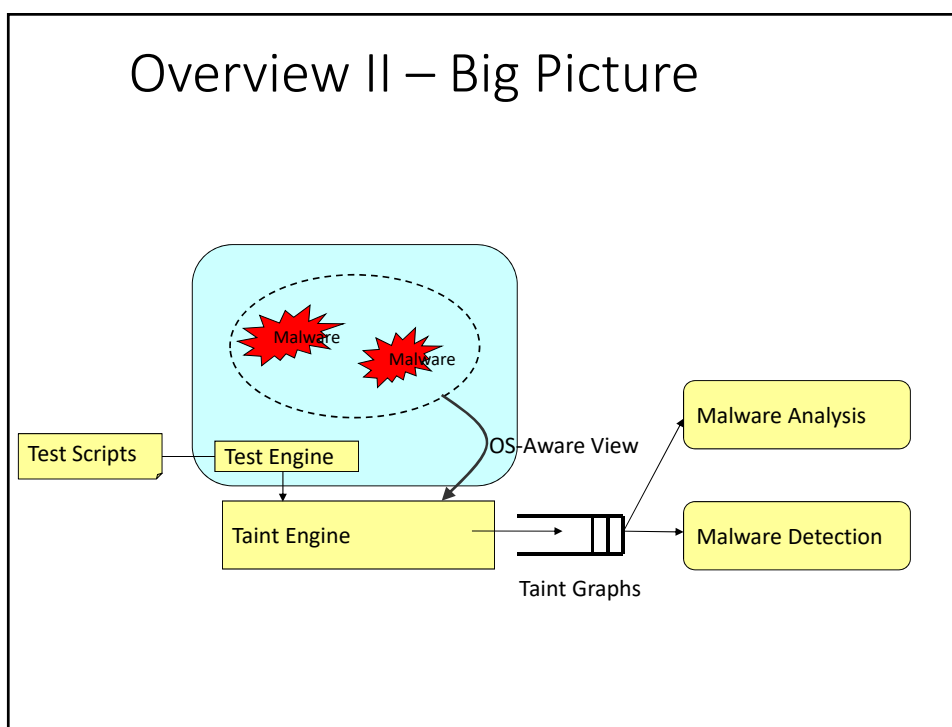 Overview II – Big Picture
Malware
Malware
Test Scripts
Test Engine
OS-Aware View
Malware Analysis
Taint Engine
Malware Detection
Taint Graphs